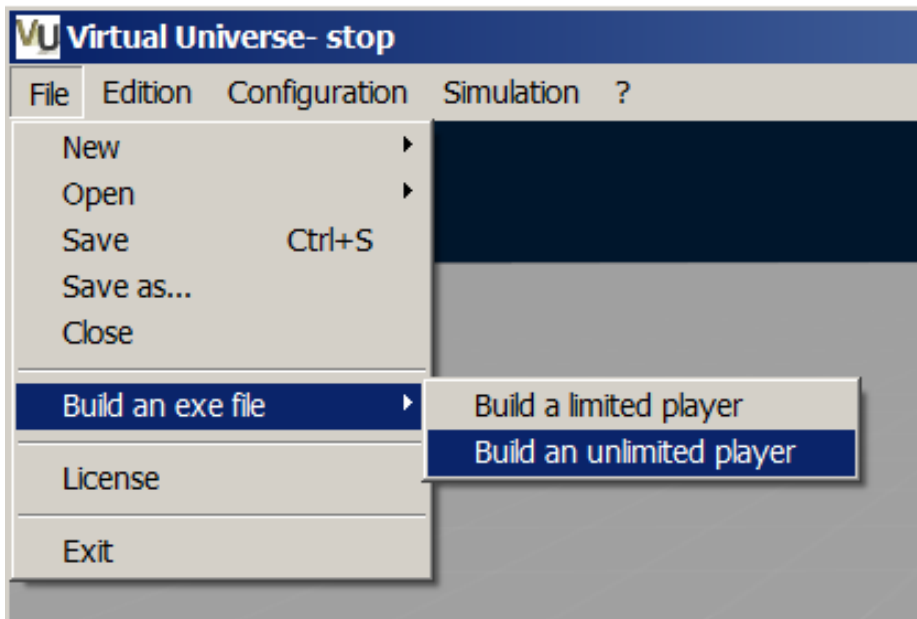 VU Virtual Universe- stop
File Edition Configuration Simulation ?
New
Open
Save Ctrl+S
Save as...
Close
Build an exe file
Build a limited player
Build an unlimited player
License
Exit